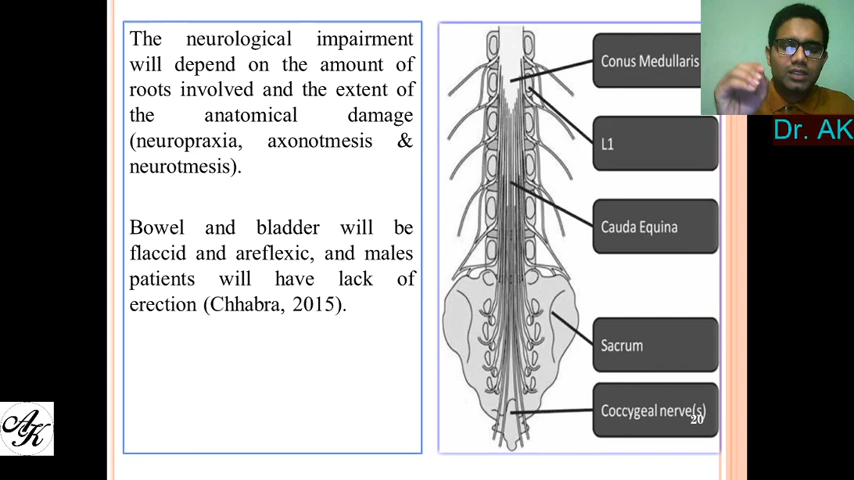 The neurological impairment
will depend on the amount of
roots involved and the extent of
the anatomical damage
(neuropraxia, axonotmesis &
neurotmesis).
Bowel and bladder will be
flaccid and areflexic, and males
patients will have lack of
erection (Chhabra, 2015).
Conus Medullaris
L1
Cauda Equina
Sacrum
Coccygeal nerve(s)
20
Dr. AK
AK